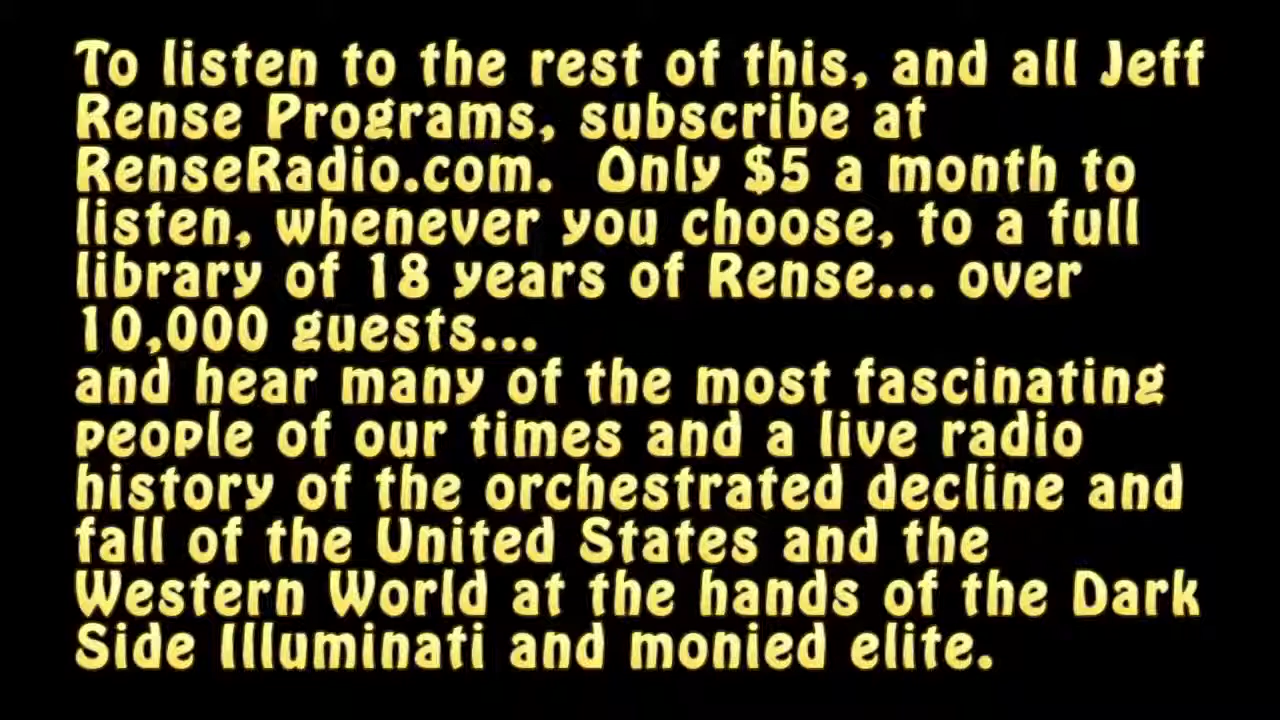 To listen to the rest of this, and all Jeff
Rense Programs, subscribe at
RenseRadio.com.  Only $5 a month to
listen, whenever you choose, to a full
library of 18 years of Rense... over
10,000 guests...
and hear many of the most fascinating
people of our times and a live radio
history of the orchestrated decline and
fall of the United States and the
Western World at the hands of the Dark
Side Illuminati and monied elite.